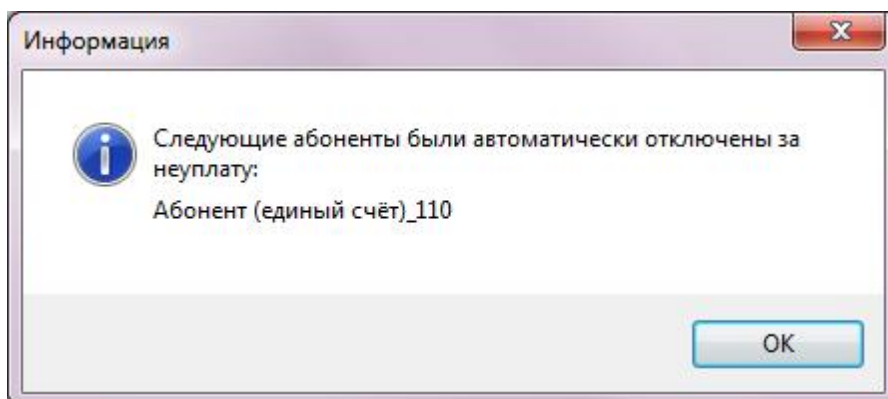 Информация
Следующие абоненты были автоматически отключены за
неуплату:
Абонент (единый счёт)_110
OK